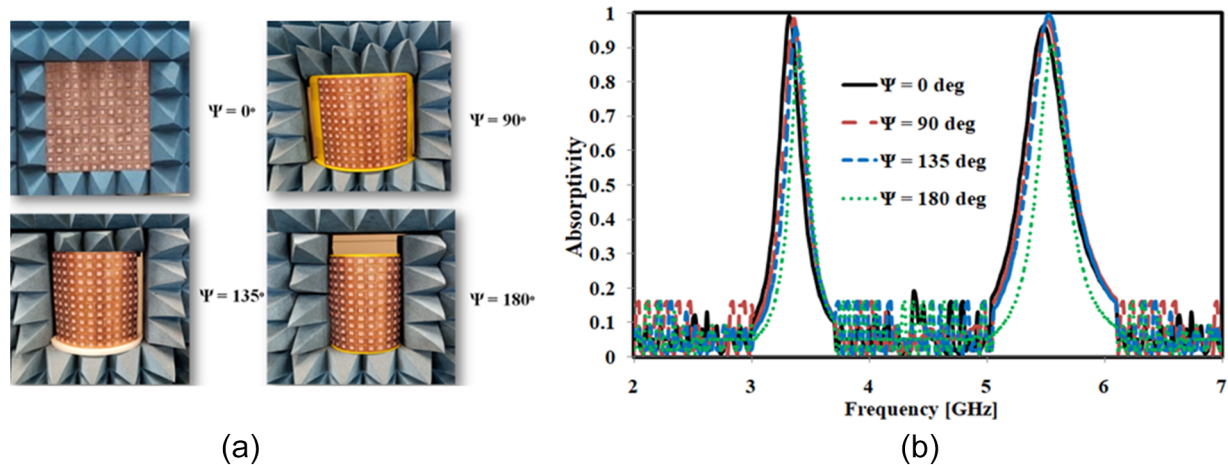 Ψ = 0°
Ψ = 90°
Ψ = 135°
Ψ = 180°
(a)
1
0.9
0.8
0.7
0.6
0.5
0.4
0.3
0.2
0.1
0
Absorptivity
Ψ = 0 deg
Ψ = 90 deg
Ψ = 135 deg
Ψ = 180 deg
2 3 4 5 6 7
Frequency [GHz]
(b)